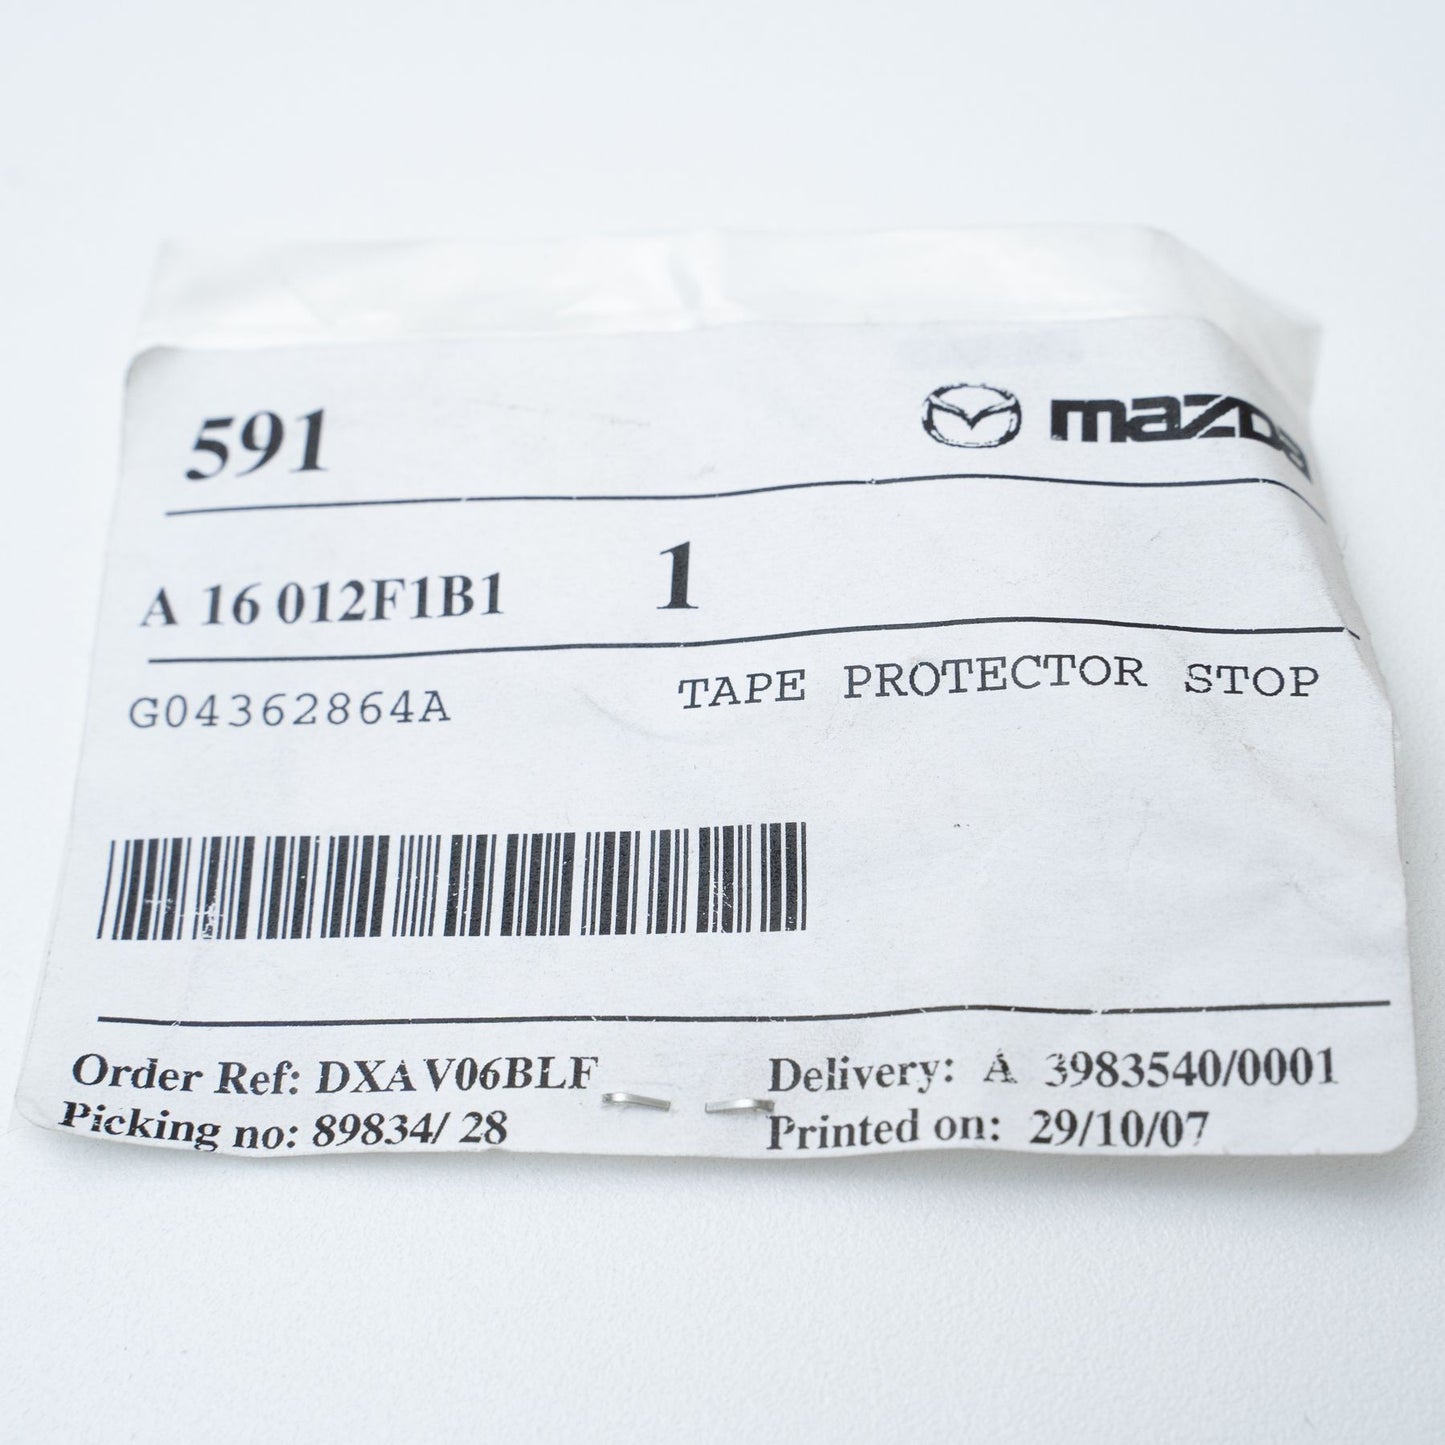 591
mazda
A 16 012F1B1 1
G04362864A TAPE PROTECTOR STOP
Order Ref: DXAV06BLF Delivery: A 3983540/0001
Picking no: 89834/ 28 Printed on: 29/10/07